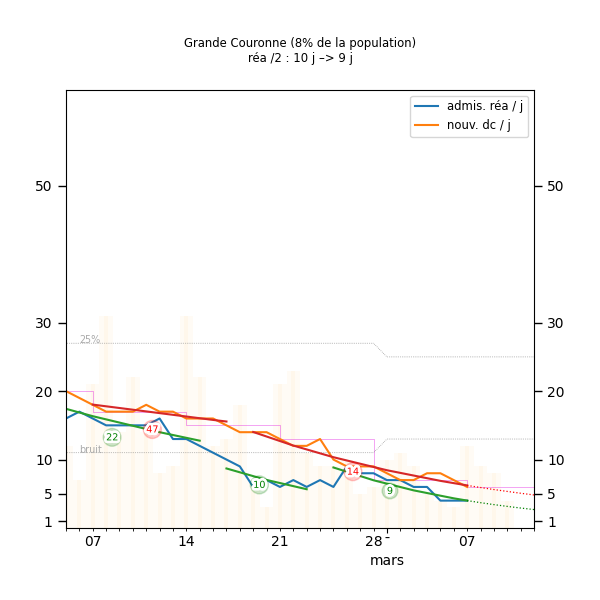 Grande Couronne (8% de la population)
réa /2 : 10 j –> 9 j
admis. réa / j
nouv. dc / j
50 50
30 30
25%
20 20
22 47
bruit
10 10
14
10 9
5 5
1 1
07 14 21 28 07
mars